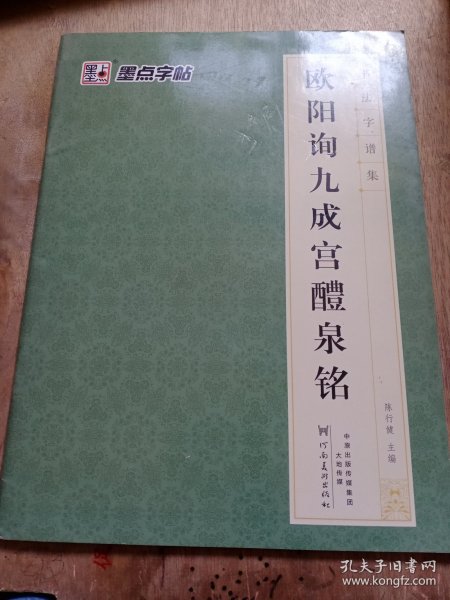 墨点
墨点字帖
书法字谱集
欧阳询九成宫醴泉铭
陈行健 主编
中原出版传媒集团
大地传媒
河南美术出版社
孔夫子旧书网
www.kongfz.com